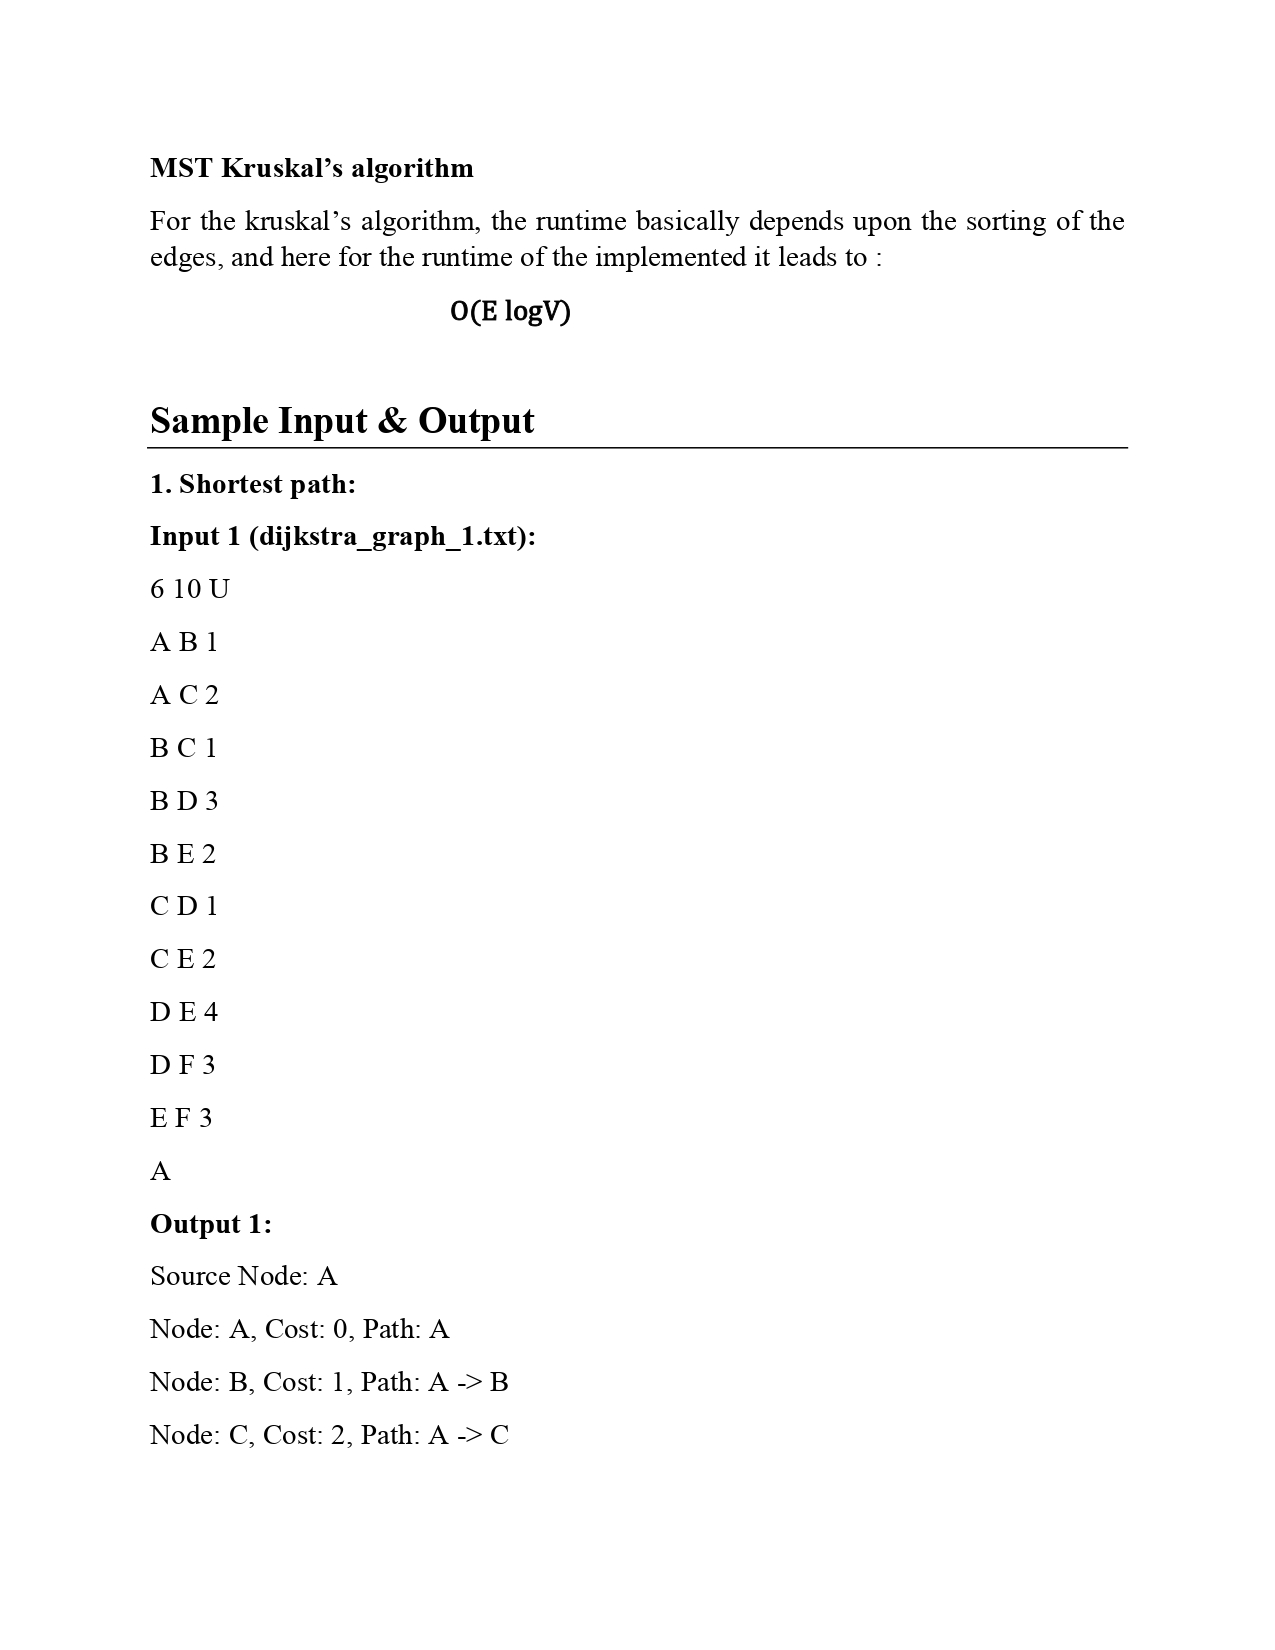 MST Kruskal’s algorithm
For the kruskal’s algorithm, the runtime basically depends upon the sorting of the
edges, and here for the runtime of the implemented it leads to :
O(E logV)
Sample Input & Output
1. Shortest path:
Input 1 (dijkstra_graph_1.txt):
6 10 U
A B 1
A C 2
B C 1
B D 3
B E 2
C D 1
C E 2
D E 4
D F 3
E F 3
A
Output 1:
Source Node: A
Node: A, Cost: 0, Path: A
Node: B, Cost: 1, Path: A -> B
Node: C, Cost: 2, Path: A -> C